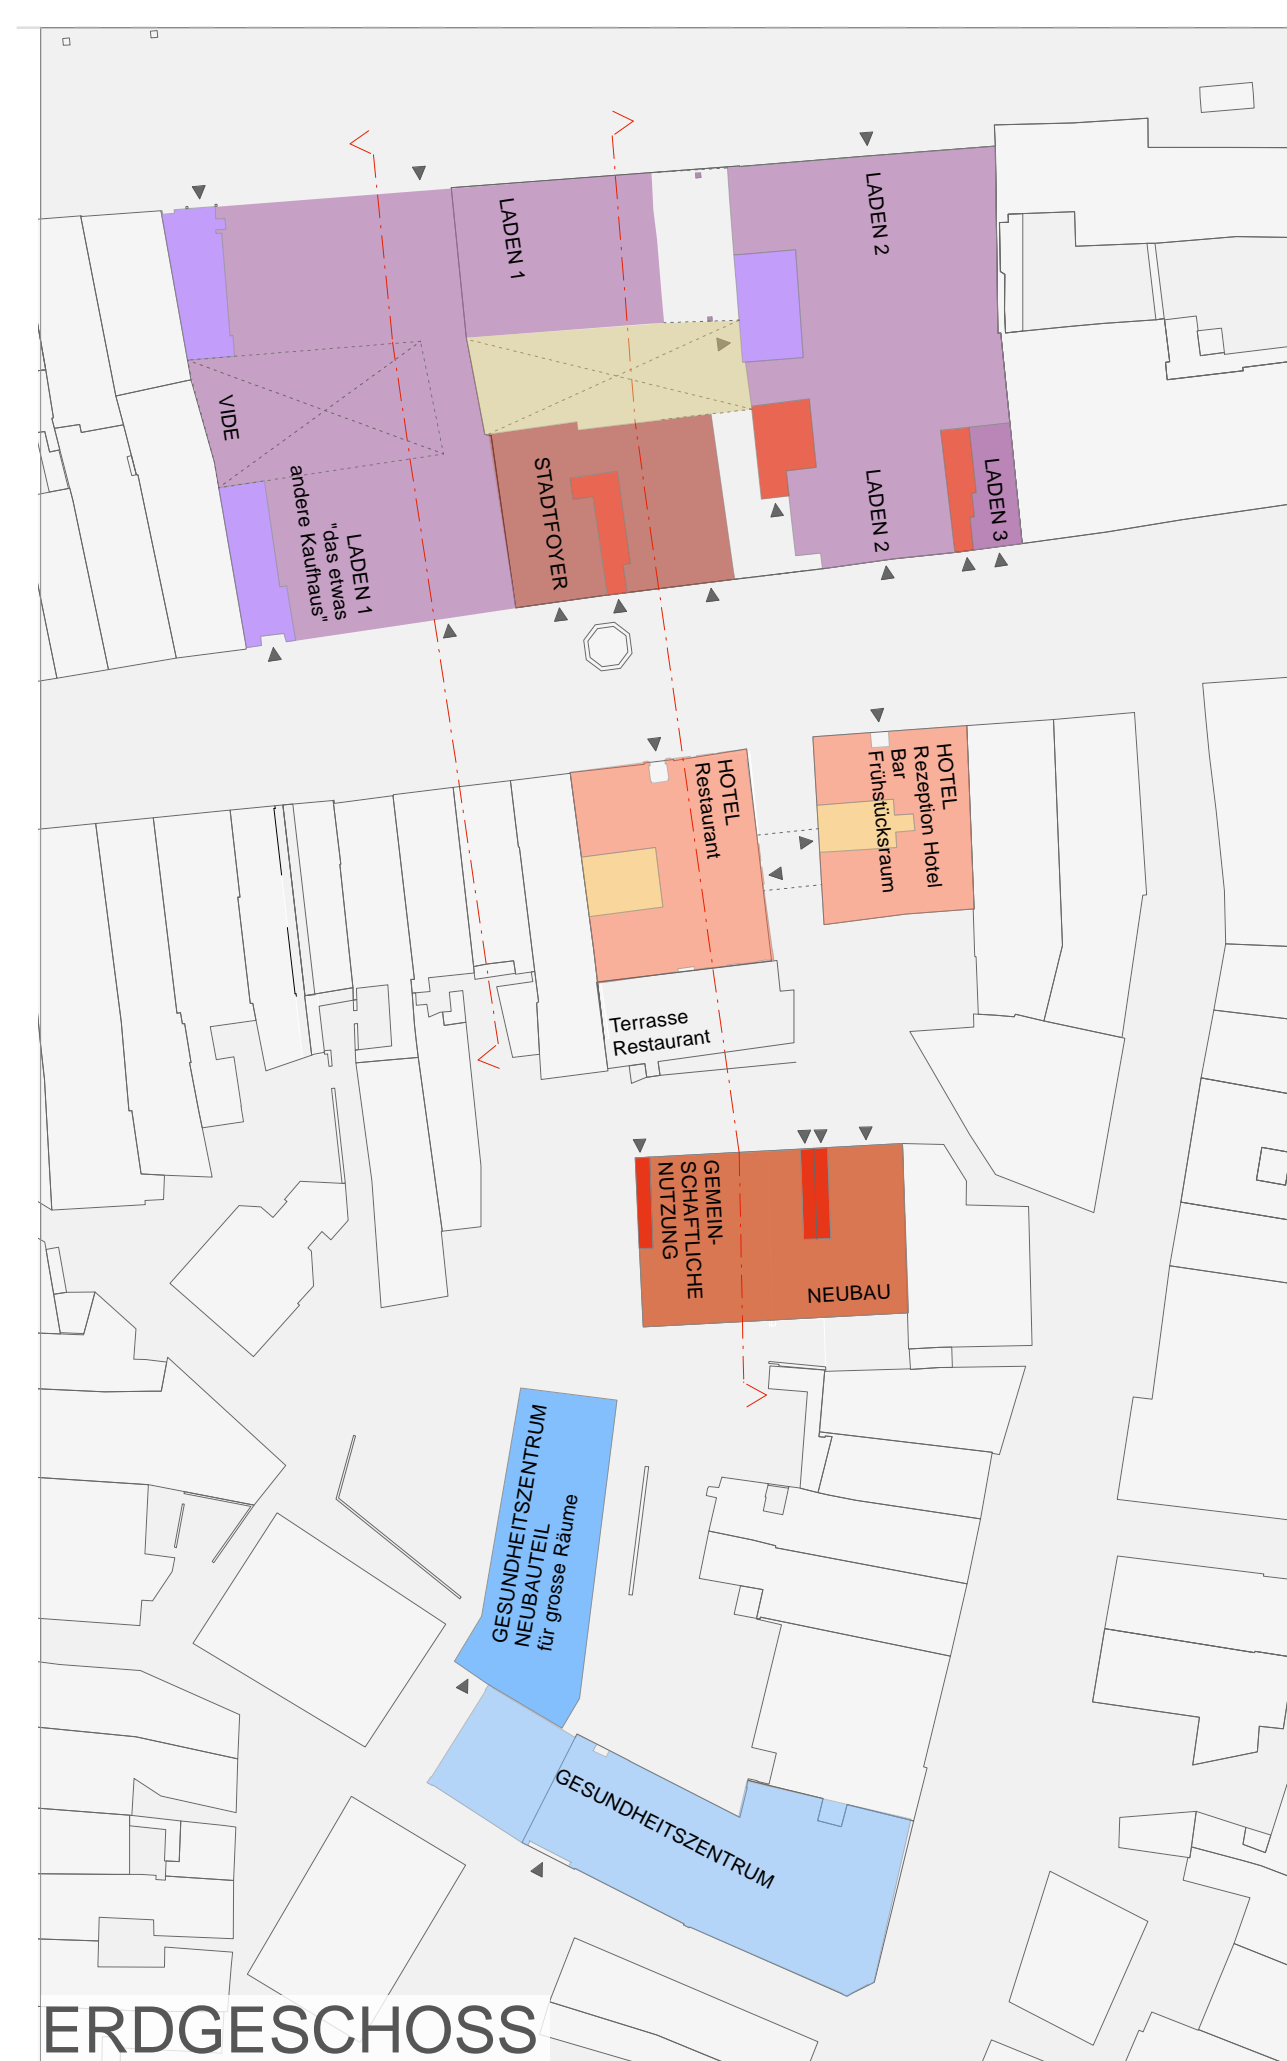 LADEN 1
LADEN 2
VIDE
LADEN 1
"das etwas
andere Kaufhaus"
STADTFOYER
LADEN 2
LADEN 3
HOTEL
Restaurant
HOTEL
Rezeption Hotel
Bar
Frühstücksraum
Terrasse
Restaurant
GEMEIN-
SCHAFTLICHE
NUTZUNG
NEUBAU
GESUNDHEITSZENTRUM
NEUBAUTEIL
für grosse Räume
GESUNDHEITSZENTRUM
ERDGESCHOSS